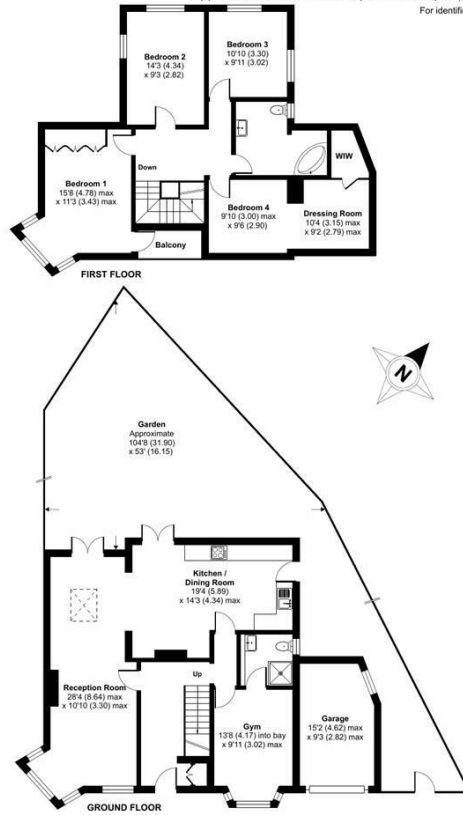 For identifi
Bedroom 2
14'3 (4.34)
x 9'3 (2.82)
Bedroom 3
10'10 (3.30)
x 9'11 (3.02)
WIW
Bedroom 1
15'8 (4.78) max
x 11'3 (3.43) max
Down
Bedroom 4
9'10 (3.00) max
x 9'6 (2.90)
Dressing Room
10'4 (3.15) max
x 9'2 (2.79) max
Balcony
FIRST FLOOR
N
Garden
Approximate
104'8 (31.90)
x 53' (16.15)
Kitchen /
Dining Room
19'4 (5.89)
x 14'3 (4.34) max
Up
Reception Room
28'4 (8.64) max
x 10'10 (3.30) max
Gym
13'8 (4.17) into bay
x 9'11 (3.02) max
Garage
15'2 (4.62) max
x 9'3 (2.82) max
GROUND FLOOR